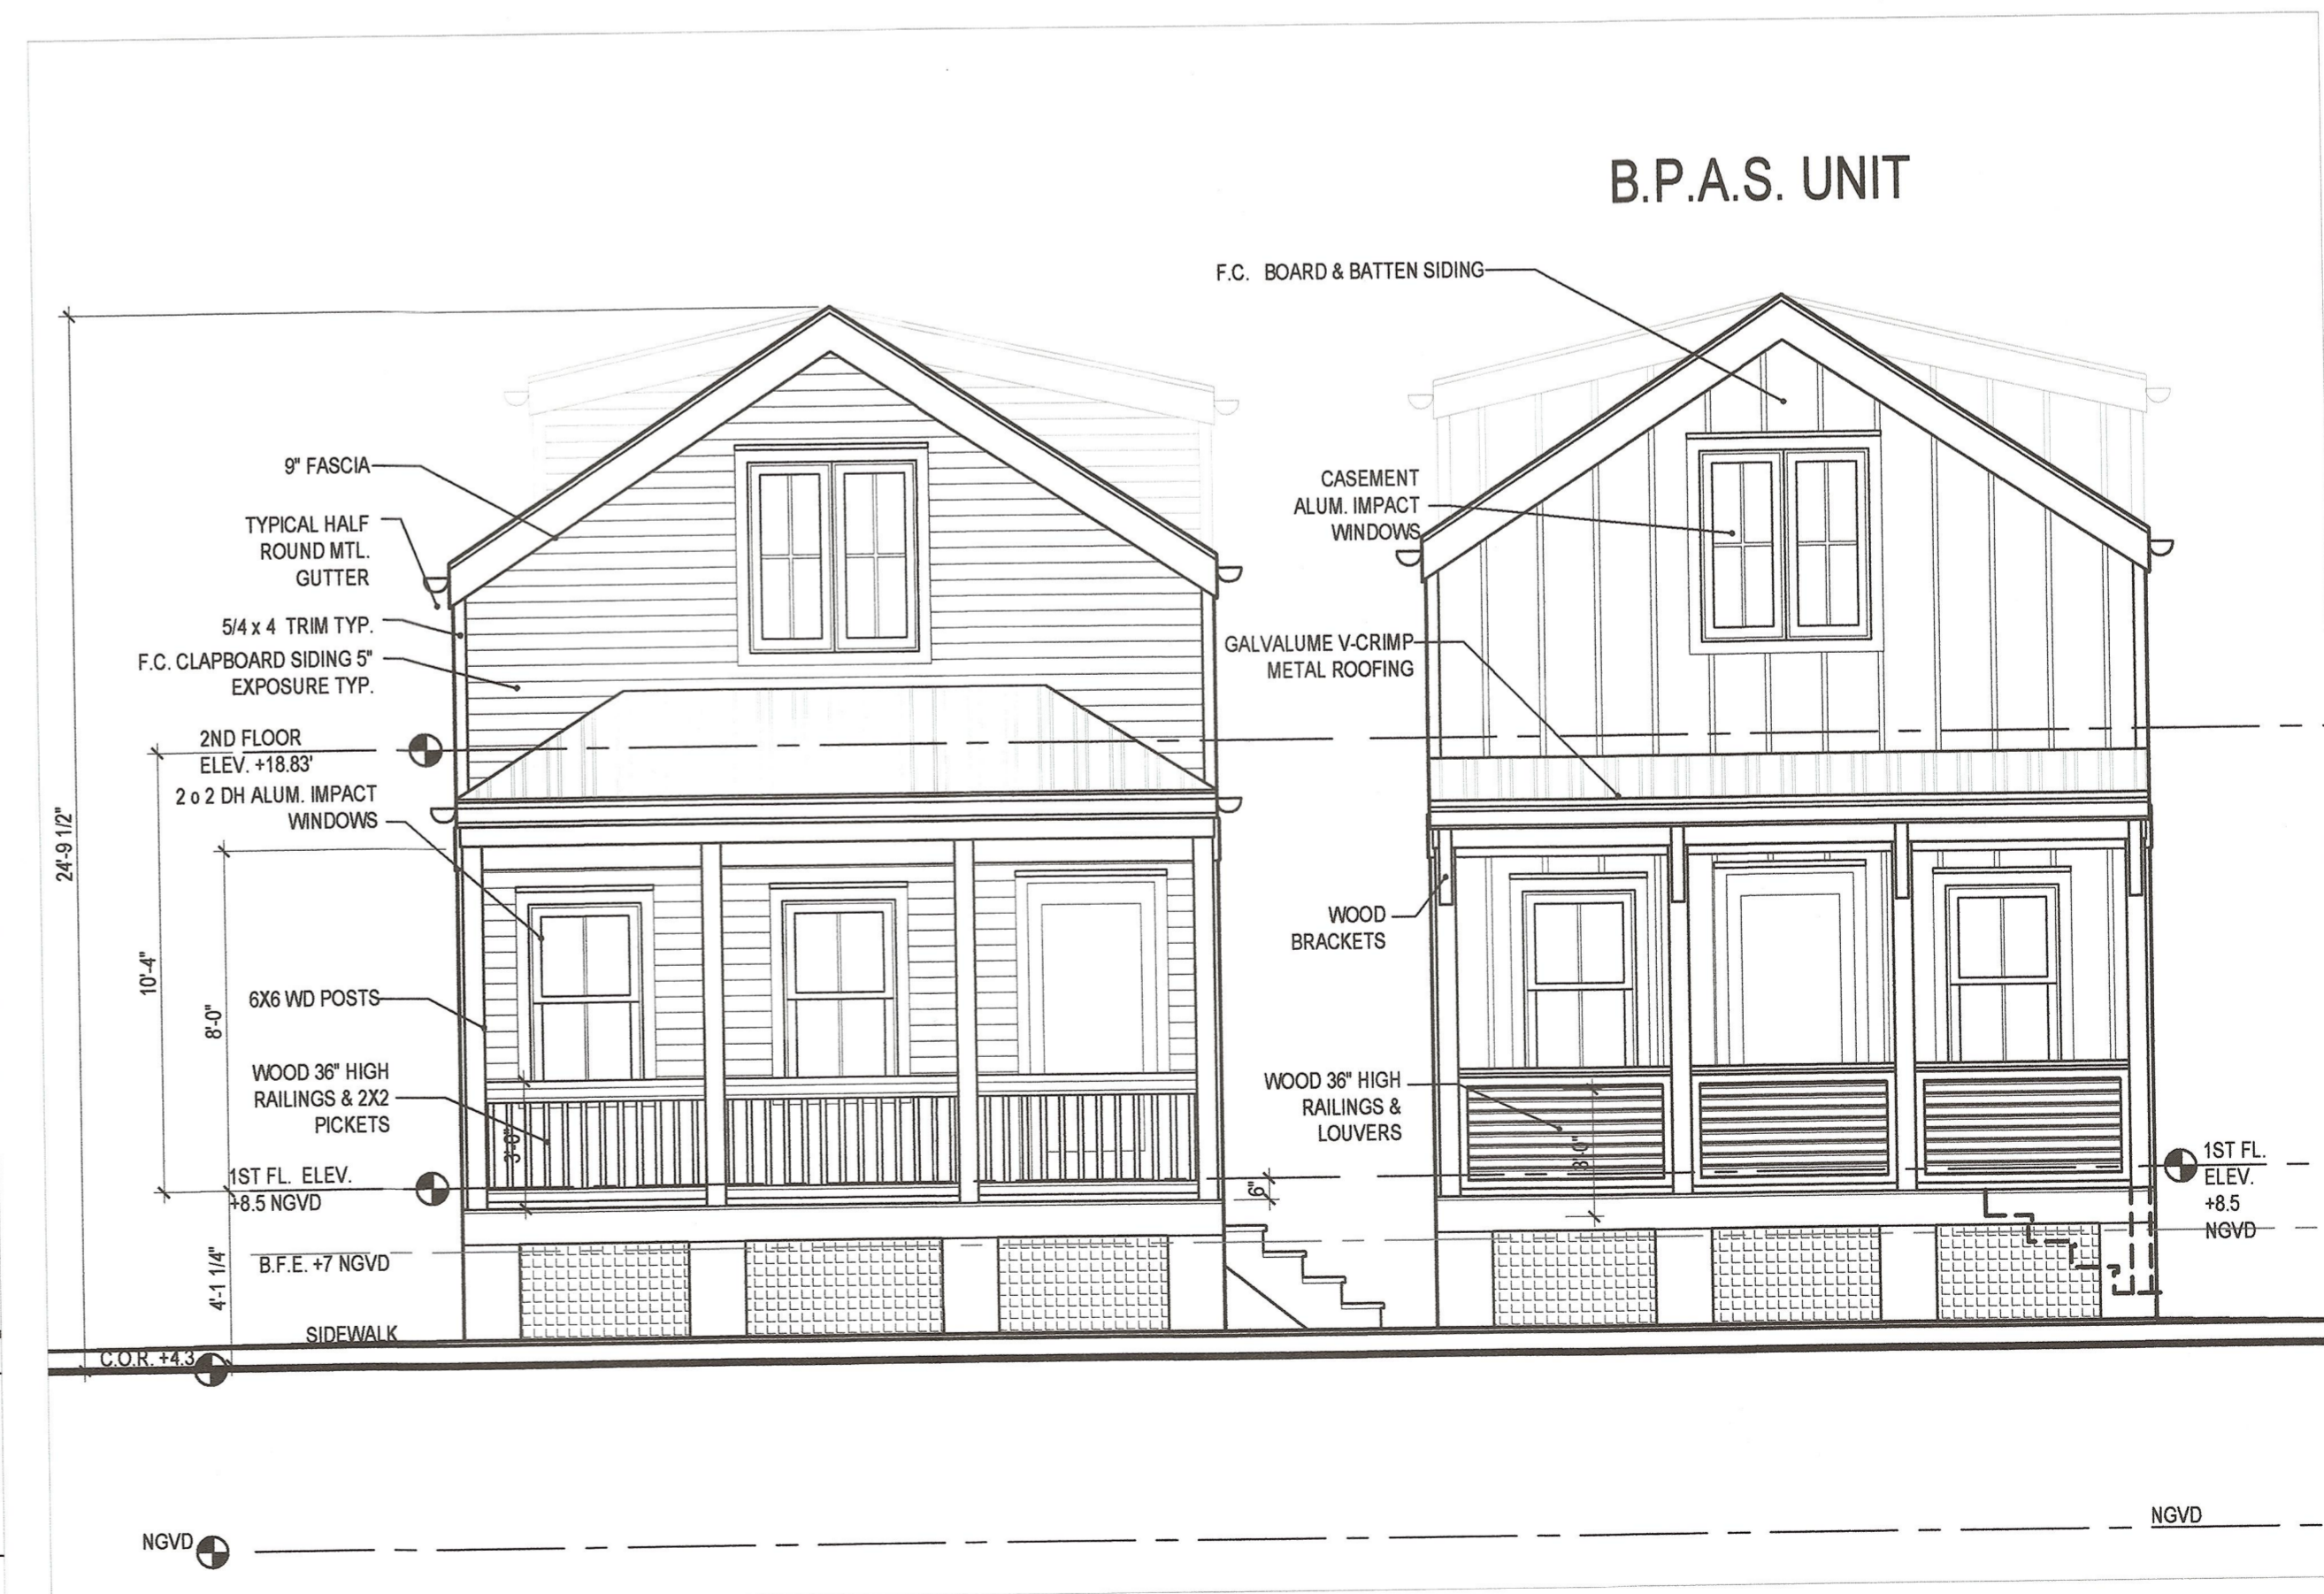 B.P.A.S. UNIT
F.C. BOARD & BATTEN SIDING
9" FASCIA
TYPICAL HALF
ROUND MTL.
GUTTER
5/4 x 4 TRIM TYP.
F.C. CLAPBOARD SIDING 5"
EXPOSURE TYP.
2ND FLOOR
ELEV. +18.83'
2 o 2 DH ALUM. IMPACT
WINDOWS
24'-9 1/2"
10'-4"
8'-0"
6X6 WD POSTS
WOOD 36" HIGH
RAILINGS & 2X2
PICKETS
3'-0"
1ST FL. ELEV.
+8.5 NGVD
4'-1 1/4"
B.F.E. +7 NGVD
SIDEWALK
C.O.R. +4.3
6"
CASEMENT
ALUM. IMPACT
WINDOWS
GALVALUME V-CRIMP
METAL ROOFING
WOOD
BRACKETS
WOOD 36" HIGH
RAILINGS &
LOUVERS
3'-0"
1ST FL.
ELEV.
+8.5
NGVD
NGVD
NGVD